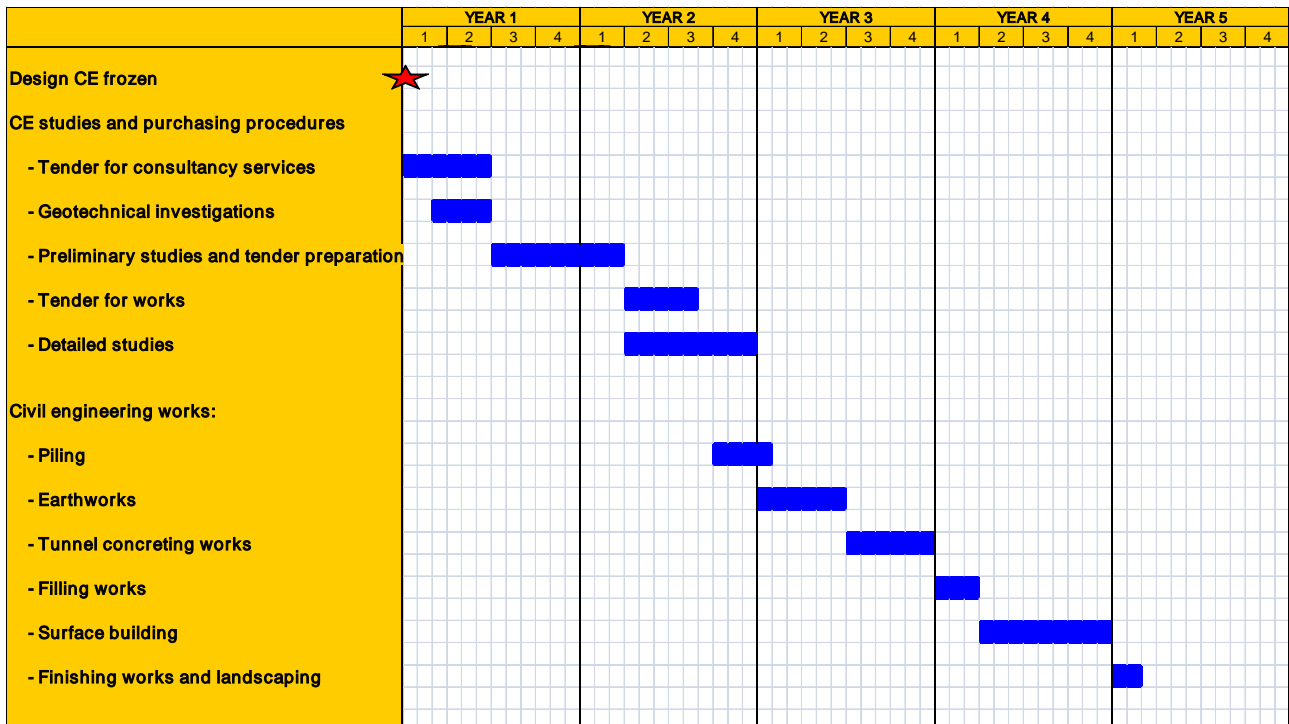 YEAR 1 YEAR 2 YEAR 3 YEAR 4 YEAR 5
1 2 3 4 1 2 3 4 1 2 3 4 1 2 3 4 1 2 3 4
Design CE frozen
CE studies and purchasing procedures
- Tender for consultancy services
- Geotechnical investigations
- Preliminary studies and tender preparation
- Tender for works
- Detailed studies
Civil engineering works:
- Piling
- Earthworks
- Tunnel concreting works
- Filling works
- Surface building
- Finishing works and landscaping